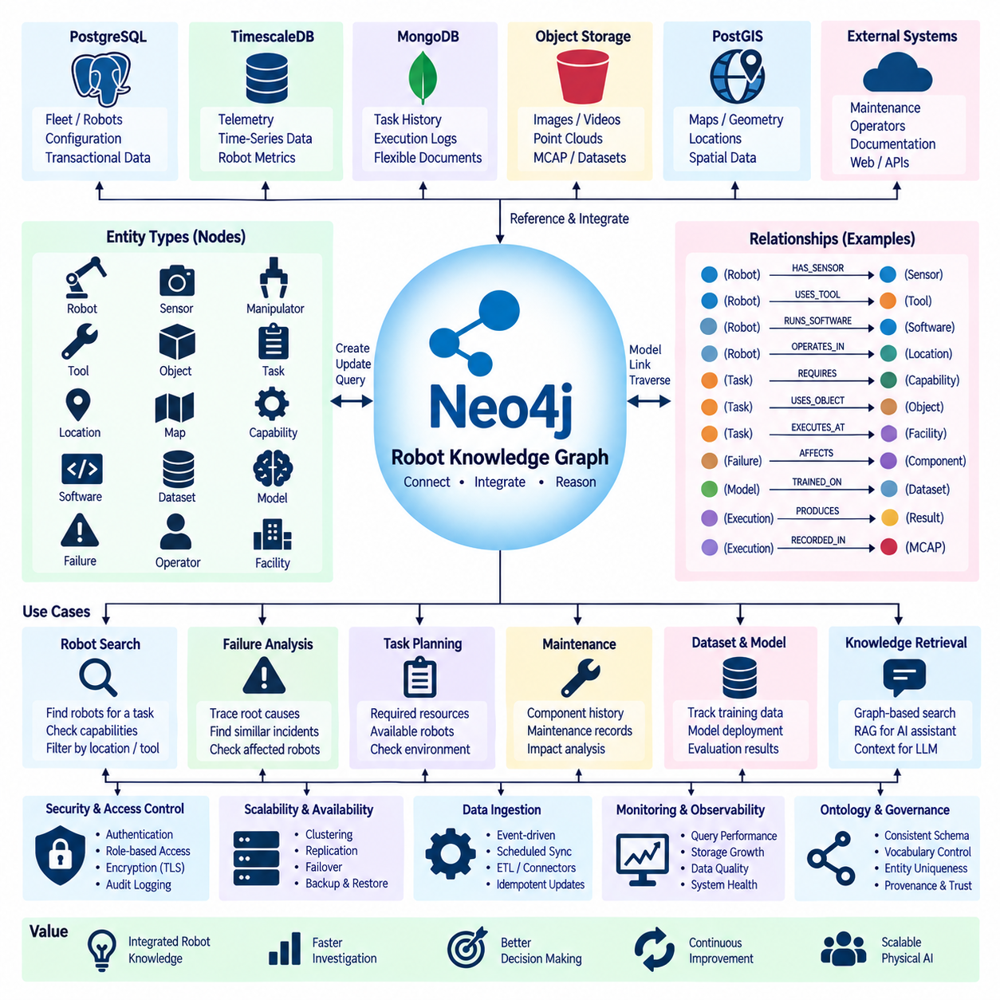 PostgreSQL
Fleet / Robots
Configuration
Transactional Data
TimescaleDB
Telemetry
Time-Series Data
Robot Metrics
MongoDB
Task History
Execution Logs
Flexible Documents
Object Storage
Images / Videos
Point Clouds
MCAP / Datasets
PostGIS
Maps / Geometry
Locations
Spatial Data
External Systems
Maintenance
Operators
Documentation
Web / APIs
Reference & Integrate
Entity Types (Nodes)
Robot
Sensor
Manipulator
Tool
Object
Task
Location
Map
Capability
Software
Dataset
Model
Failure
Operator
Facility
Create
Update
Query
Neo4j
Robot Knowledge Graph
Connect • Integrate • Reason
Model
Link
Traverse
Relationships (Examples)
(Robot) HAS_SENSOR (Sensor)
(Robot) USES_TOOL (Tool)
(Robot) RUNS_SOFTWARE (Software)
(Robot) OPERATES_IN (Location)
(Task) REQUIRES (Capability)
(Task) USES_OBJECT (Object)
(Task) EXECUTES_AT (Facility)
(Failure) AFFECTS (Component)
(Model) TRAINED_ON (Dataset)
(Execution) PRODUCES (Result)
(Execution) RECORDED_IN (MCAP)
Use Cases
Robot Search
Find robots for a task
Check capabilities
Filter by location / tool
Failure Analysis
Trace root causes
Find simillar incidents
Check affected robots
Task Planning
Required resources
Available robots
Check environment
Maintenance
Component history
Maintenance records
Impact analysis
Dataset & Model
Track training data
Model deployment
Evaluation results
Knowledge Retrieval
Graph-based search
RAG for AI assistant
Context for LLM
Security & Access Control
• Authentication
• Role-based Access
• Encryption (TLS)
• Audit Logging
Scalability & Availability
• Clustering
• Replication
• Failover
• Backup & Restore
Data Ingestion
• Event-driven
• Scheduled Sync
• ETL / Connectors
• Idempotent Updates
Monitoring & Observability
• Query Performance
• Storage Growth
• Data Quality
• System Health
Ontology & Governance
• Consistent Schema
• Vocabulary Control
• Entity Uniqueness
• Provenance & Trust
Value
Integrated Robot
Knowledge
Faster
Investigation
Better
Decision Making
Continuous
Improvement
Scalable
Physical AI